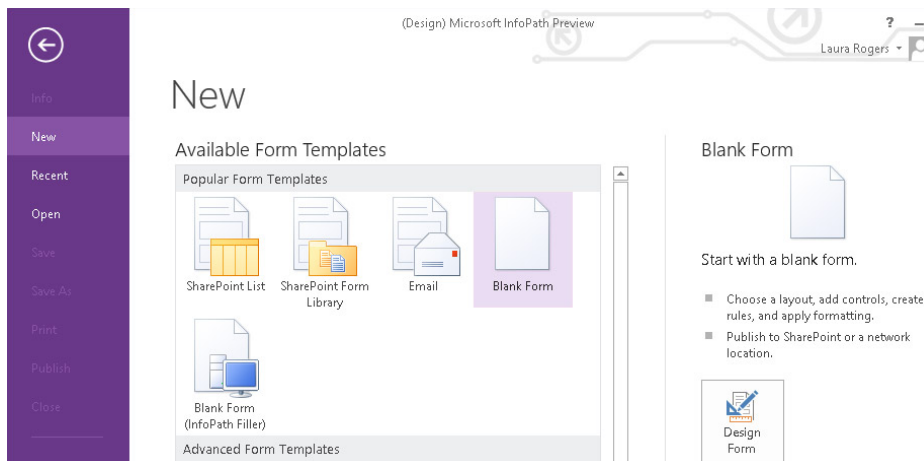 (Design) Microsoft InfoPath Preview
?
Laura Rogers
Info
New
Recent
Open
Save
Save As
Print
Publish
Close
New
Available Form Templates
Popular Form Templates
SharePoint List
SharePoint Form
Library
Email
Blank Form
Blank Form
(InfoPath Filler)
Advanced Form Templates
Blank Form
Start with a blank form.
Choose a layout, add controls, create
rules, and apply formatting.
Publish to SharePoint or a network
location.
Design
Form